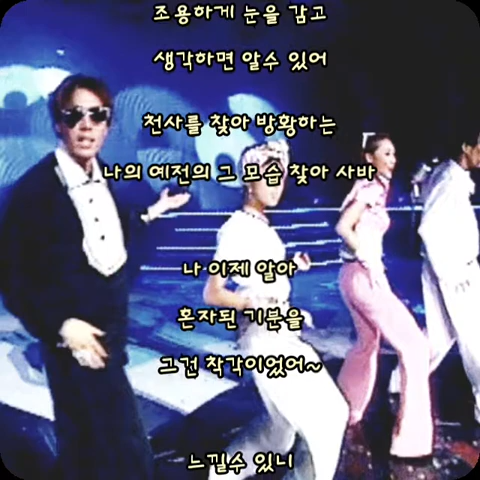 조용하게 눈을 감고
생각하면 알수 있어
천사를 찾아 방황하는
나의 예전의 그 모습 찾아 사바
나 이제 알아
혼자된 기분을
그건 착각이었어~
느낄수 있니